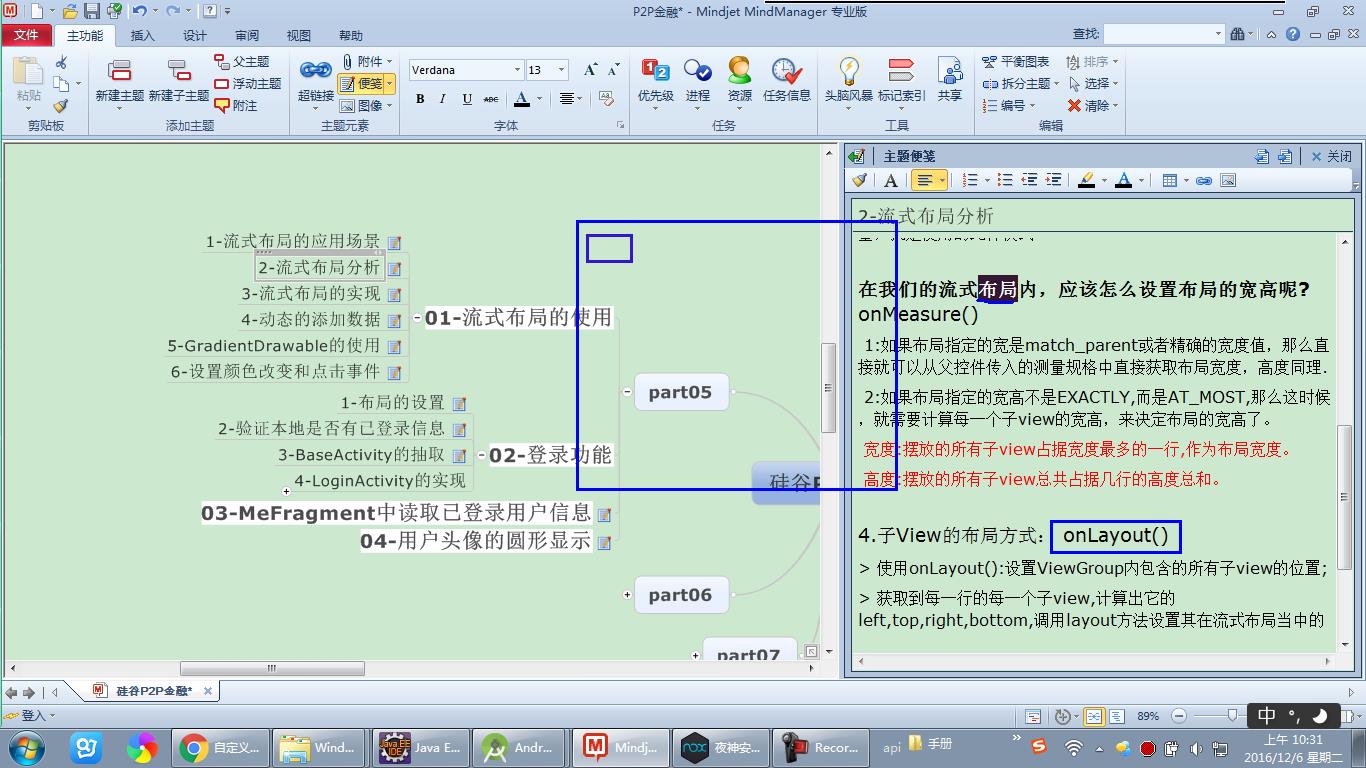 P2P金融* - Mindjet MindManager 专业版
文件 主功能 插入 设计 审阅 视图 帮助 查找:
粘贴
剪贴板
新建主题 新建子主题
父主题
浮动主题
附注
添加主题
超链接
附件
便笺
图像
主题元素
Verdana 13
B I U ABC A
字体
优先级 进程 资源 任务信息
任务
头脑风暴 标记索引 共享
工具
平衡图表 排序
拆分主题 选择
编号 清除
编辑
1-流式布局的应用场景
2-流式布局分析
3-流式布局的实现
4-动态的添加数据
5-GradientDrawable的使用
6-设置颜色改变和点击事件
01-流式布局的使用
1-布局的设置
2-验证本地是否有已登录信息
3-BaseActivity的抽取
4-LoginActivity的实现
02-登录功能
03-MeFragment中读取已登录用户信息
04-用户头像的圆形显示
part05
硅谷P
part06
part07
主题便笺 关闭
2-流式布局分析
在我们的流式布局内，应该怎么设置布局的宽高呢?
onMeasure()
1:如果布局指定的宽是match_parent或者精确的宽度值，那么直
接就可以从父控件传入的测量规格中直接获取布局宽度，高度同理.
2:如果布局指定的宽高不是EXACTLY,而是AT_MOST,那么这时候
，就需要计算每一个子view的宽高，来决定布局的宽高了。
宽度:摆放的所有子view占据宽度最多的一行,作为布局宽度。
高度:摆放的所有子view总共占据几行的高度总和。
4.子View的布局方式：onLayout()
> 使用onLayout():设置ViewGroup内包含的所有子view的位置;
> 获取到每一行的每一个子view,计算出它的
left,top,right,bottom,调用layout方法设置其在流式布局当中的
硅谷P2P金融*
登入 89% 中
自定义... Wind... Java E... Andr... Mindj... 夜神安... Recor... api 手册
上午 10:31
2016/12/6 星期二